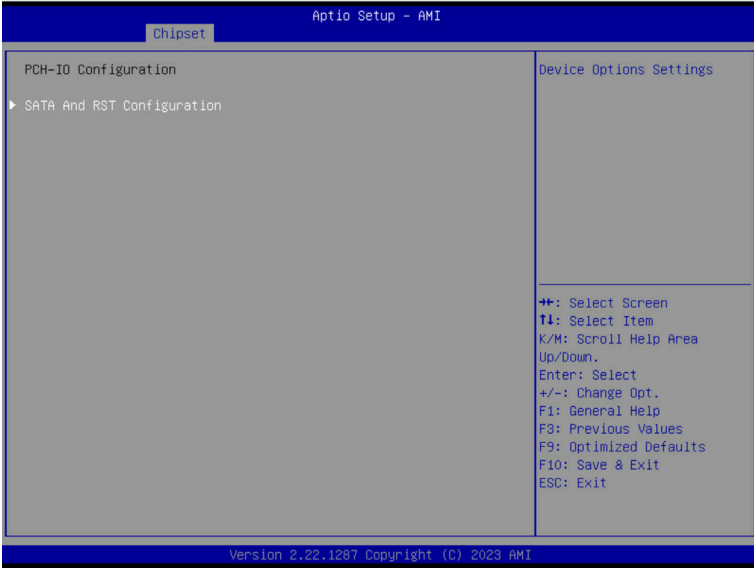 Aptio Setup – AMI
Chipset
PCH-IO Configuration
SATA And RST Configuration
Device Options Settings
→←: Select Screen
↑↓: Select Item
K/M: Scroll Help Area
Up/Down.
Enter: Select
+/-: Change Opt.
F1: General Help
F3: Previous Values
F9: Optimized Defaults
F10: Save & Exit
ESC: Exit
Version 2.22.1287 Copyright (C) 2023 AMI